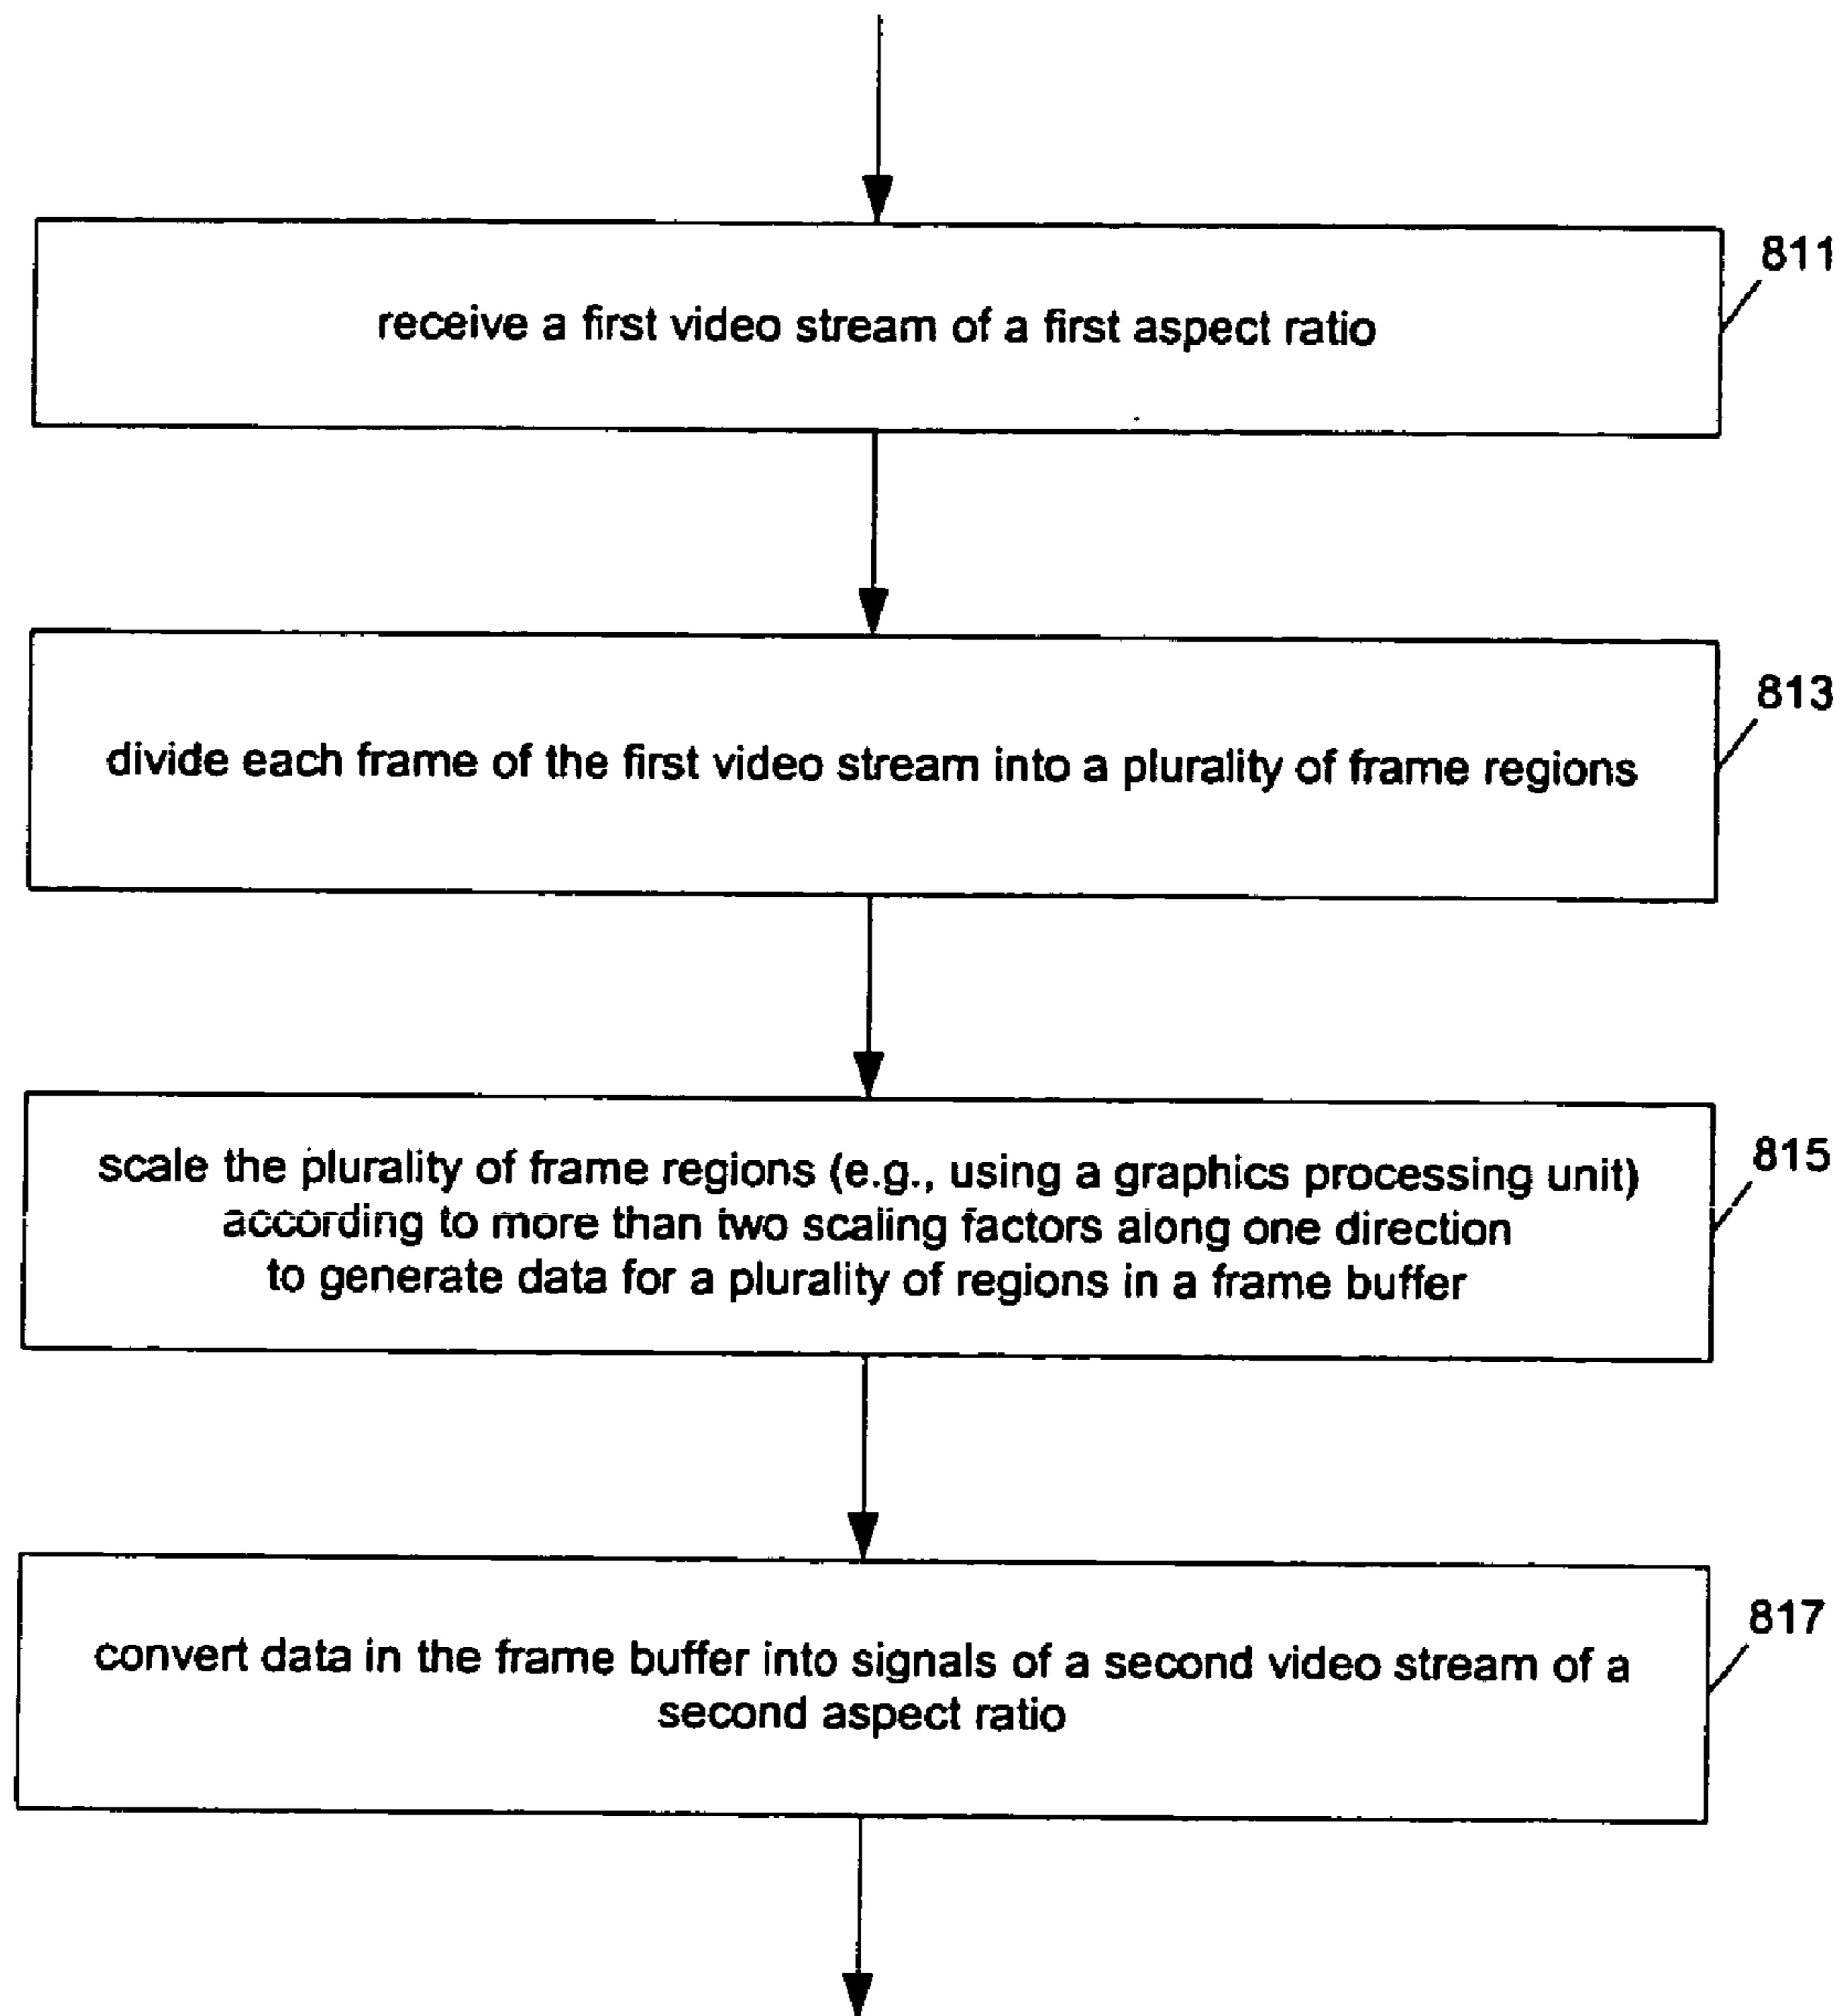 811
receive a first video stream of a first aspect ratio
813
divide each frame of the first video stream into a plurality of frame regions
815
scale the plurality of frame regions (e.g., using a graphics processing unit)
according to more than two scaling factors along one direction
to generate data for a plurality of regions in a frame buffer
817
convert data in the frame buffer into signals of a second video stream of a
second aspect ratio